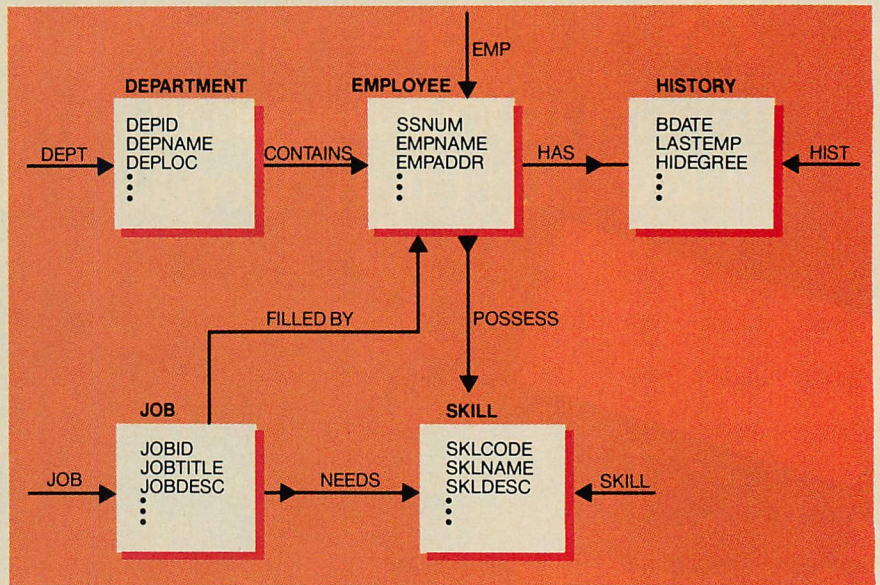 EMP
DEPARTMENT
DEPID
DEPNAME
DEPLOC
DEPT
CONTAINS
EMPLOYEE
SSNUM
EMPNAME
EMPADDR
HAS
HISTORY
BDATE
LASTEMP
HIDEGREE
HIST
FILLED BY
POSSESS
JOB
JOBID
JOBTITLE
JOBDESC
JOB
NEEDS
SKILL
SKLCODE
SKLNAME
SKLDESC
SKILL